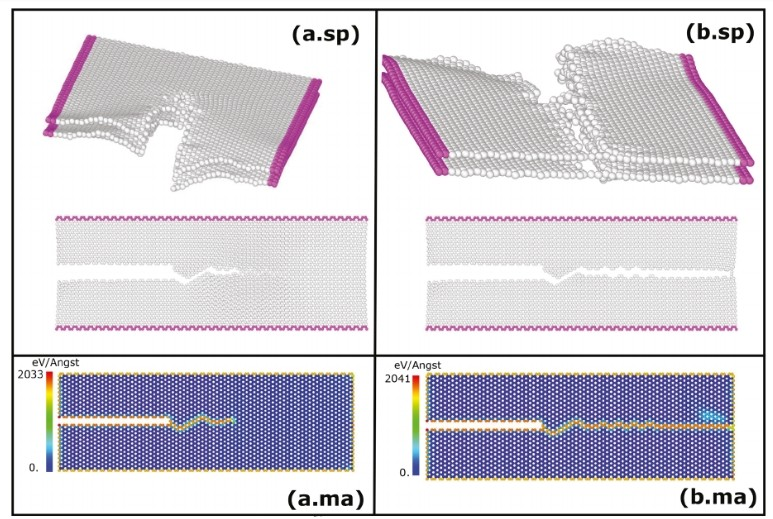 (a.sp)
(b.sp)
eV/Angst
2033
0.
(a.ma)
eV/Angst
2041
0.
(b.ma)